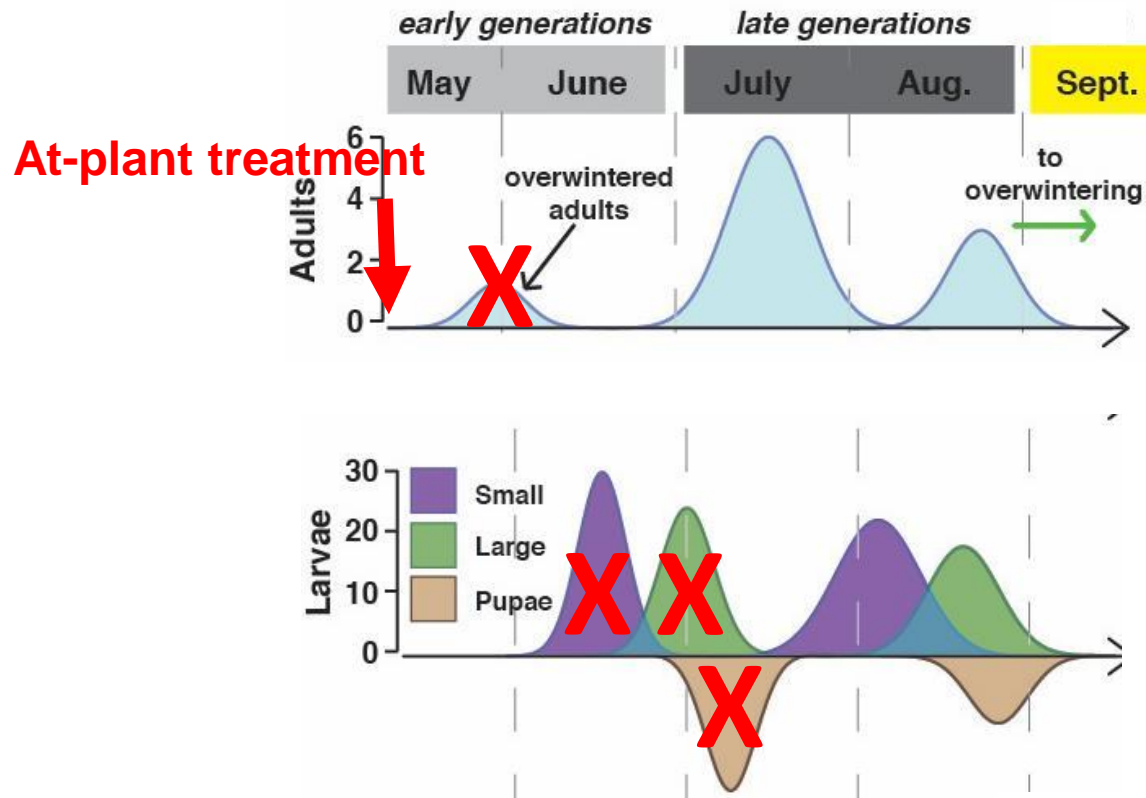 early generations late generations
May June July Aug. Sept.
At-plant treatment
Adults
6
4
2
0
overwintered
adults
to
overwintering
X
Larvae
30
20
10
0
Small
Large
Pupae
X X
X